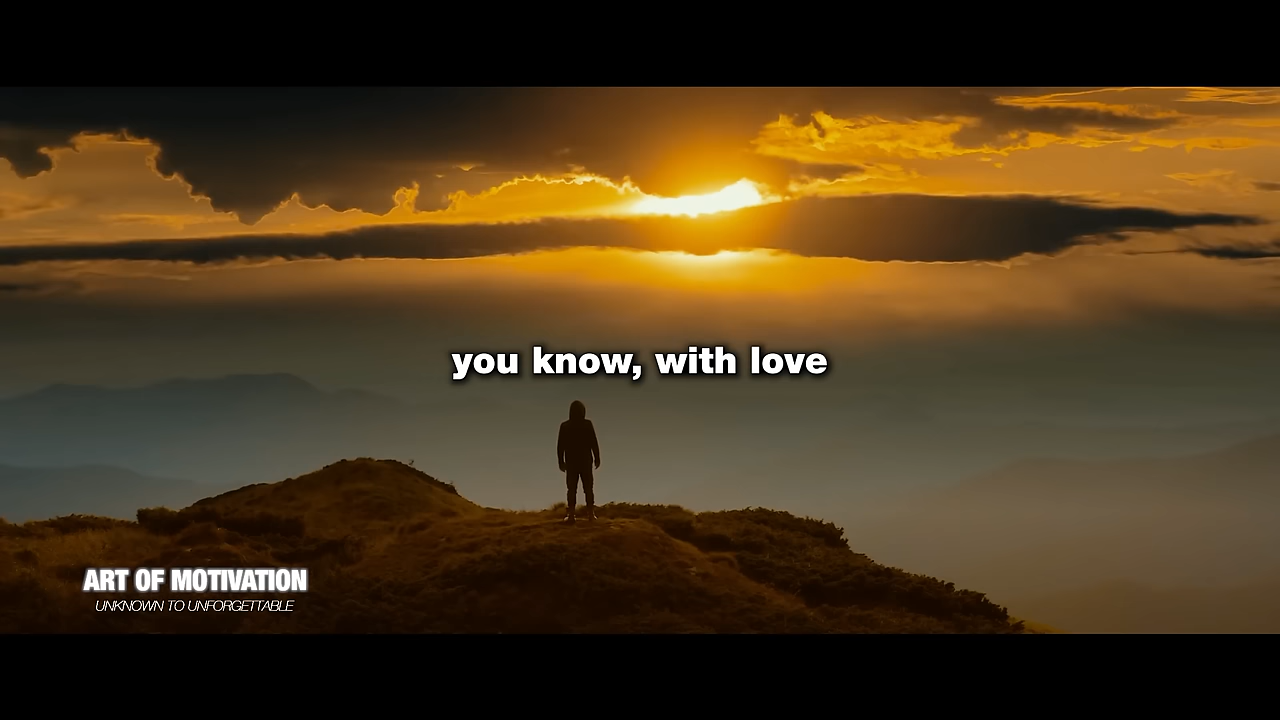 you know, with love
ART OF MOTIVATION
UNKNOWN TO UNFORGETTABLE